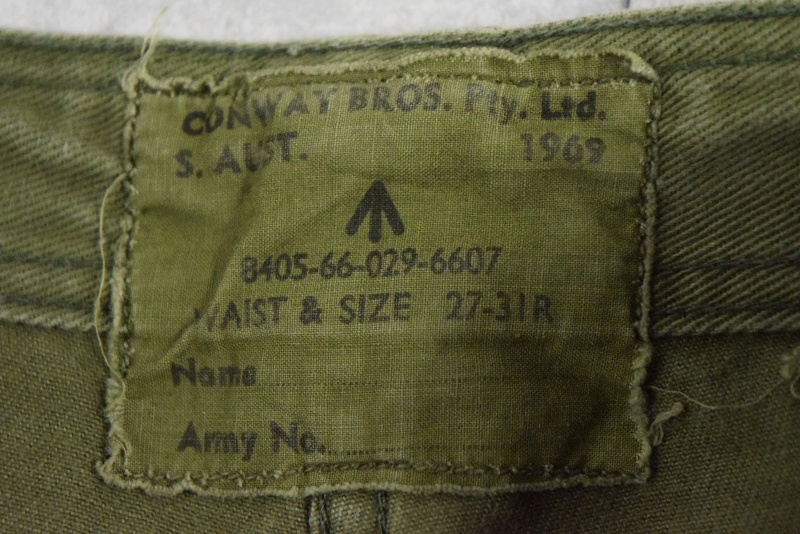 CONWAY BROS. Pty. Ltd.
S. AUST. 1969
8405-66-029-6607
WAIST & SIZE 27-31R
Name
Army No.